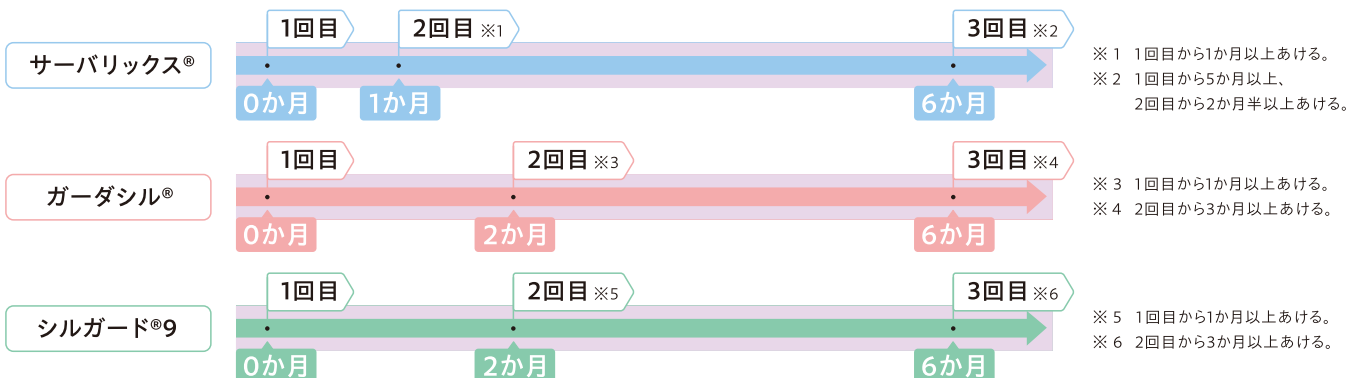 1回目 2回目 ※1 3回目 ※2
サーバリックス®
0か月 1か月 6か月
※1 1回目から1か月以上あける。
※2 1回目から5か月以上、
2回目から2か月半以上あける。
1回目 2回目 ※3 3回目 ※4
ガーダシル®
0か月 2か月 6か月
※3 1回目から1か月以上あける。
※4 2回目から3か月以上あける。
1回目 2回目 ※5 3回目 ※6
シルガード®9
0か月 2か月 6か月
※5 1回目から1か月以上あける。
※6 2回目から3か月以上あける。